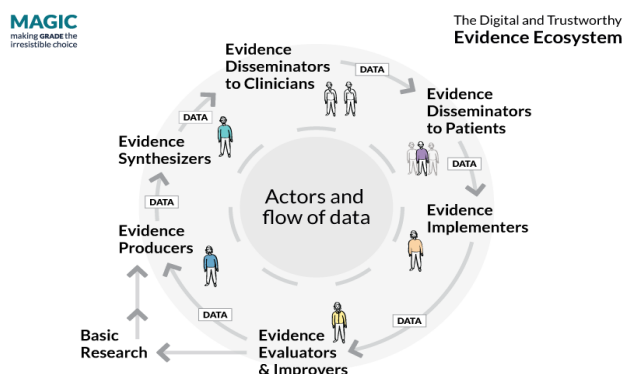 MAGIC
making GRADE the
irresistible choice
The Digital and Trustworthy
Evidence Ecosystem
Evidence
Disseminators
to Clinicians
DATA
Evidence
Disseminators
to Patients
DATA
Evidence
Implementers
DATA
Evidence
Evaluators
& Improvers
DATA
Basic
Research
Evidence
Producers
DATA
Evidence
Synthesizers
DATA
Actors and
flow of data